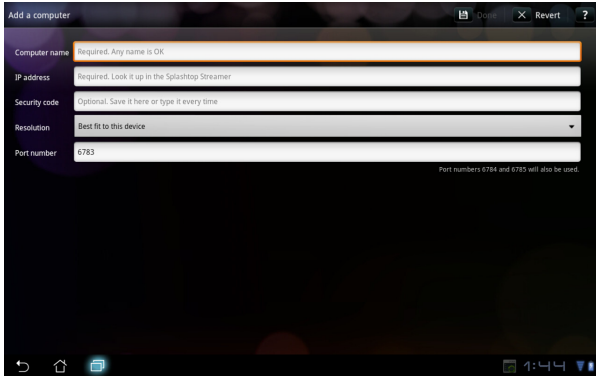 Add a computer Done Revert ?
Computer name Required. Any name is OK
IP address Required. Look it up in the Splashtop Streamer
Security code Optional. Save it here or type it every time
Resolution Best fit to this device
Port number 6783
Port numbers 6784 and 6785 will also be used.
1:44